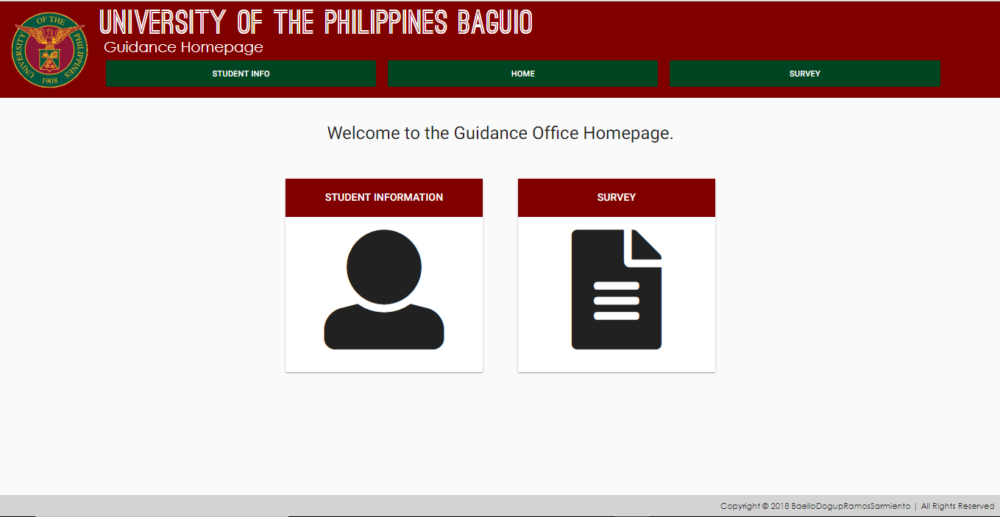 UNIVERSITY OF THE PHILIPPINES BAGUIO
Guidance Homepage
UNIVERSITY OF THE PHILIPPINES
1908
STUDENT INFO
HOME
SURVEY
Welcome to the Guidance Office Homepage.
STUDENT INFORMATION
SURVEY
Copyright © 2018 BaelloDogupRamosSarmiento | All Rights Reserved